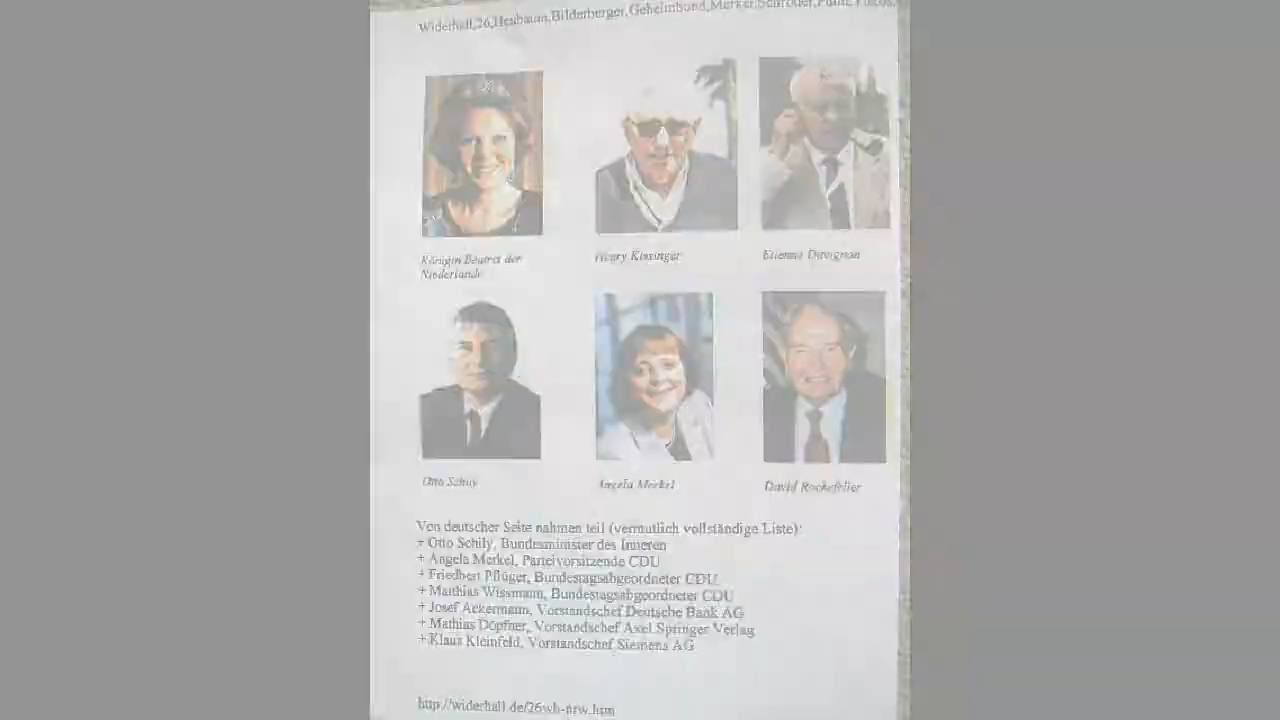 Widerhall,26,Heubaum,Bilderberger,Geheimbund,Merkel,Schröder,Putin,
Königin Beatrix der
Niederlande
Henry Kissinger
Etienne Davignon
Otto Schily
Angela Merkel
David Rockefeller
Von deutscher Seite nahmen teil (vermutlich vollständige Liste):
+ Otto Schily, Bundesminister des Inneren
+ Angela Merkel, Parteivorsitzende CDU
+ Friedbert Pflüger, Bundestagsabgeordneter CDU
+ Matthias Wissmann, Bundestagsabgeordneter CDU
+ Josef Ackermann, Vorstandschef Deutsche Bank AG
+ Mathias Döpfner, Vorstandschef Axel Springer Verlag
+ Klaus Kleinfeld, Vorstandschef Siemens AG
http://widerhall.de/26wh-nrw.htm